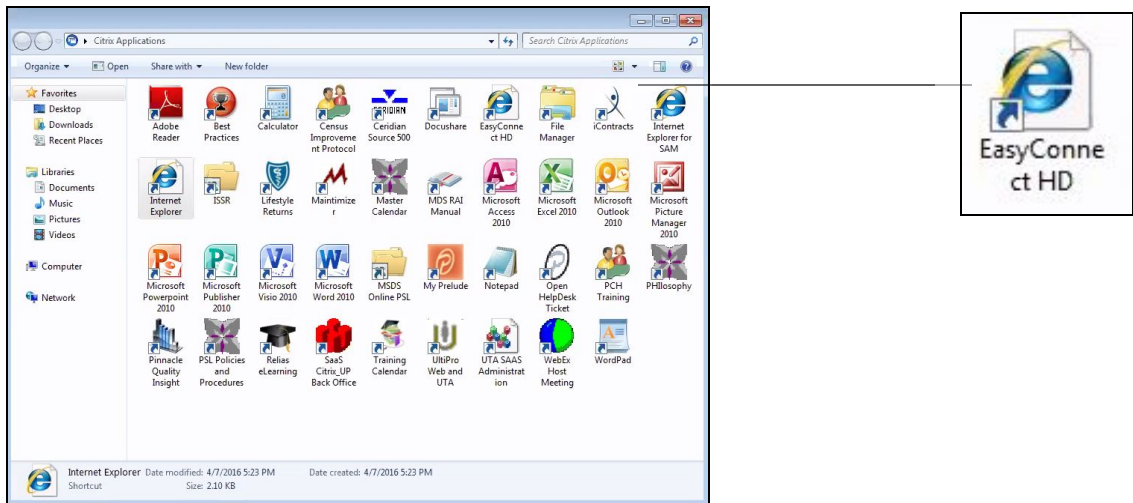 Citrix Applications
Search Citrix Applications
Organize Open Share with New folder
Favorites
Desktop
Downloads
Recent Places
Libraries
Documents
Music
Pictures
Videos
Computer
Network
Adobe
Reader
Best
Practices
Calculator
Census
Improveme
nt Protocol
CERIDIAN
Ceridian
Source 500
Docushare
EasyConne
ct HD
File
Manager
iContracts
Internet
Explorer for
SAM
Internet
Explorer
ISSR
Lifestyle
Returns
Maintimize
r
Master
Calendar
MDS RAI
Manual
Microsoft
Access
2010
Microsoft
Excel 2010
Microsoft
Outlook
2010
Microsoft
Picture
Manager
2010
Microsoft
Powerpoint
2010
Microsoft
Publisher
2010
Microsoft
Visio 2010
Microsoft
Word 2010
MSDS
Online PSL
My Prelude
Notepad
Open
HelpDesk
Ticket
PCH
Training
PHIlosophy
Pinnacle
Quality
Insight
PSL Policies
and
Procedures
Relias
eLearning
SaaS
Citrix_UP
Back Office
Training
Calendar
UltiPro
Web and
UTA
UTA SAAS
Administrat
ion
WebEx
Host
Meeting
WordPad
Internet Explorer Date modified: 4/7/2016 5:23 PM Date created: 4/7/2016 5:23 PM
Shortcut Size: 2.10 KB
EasyConne
ct HD